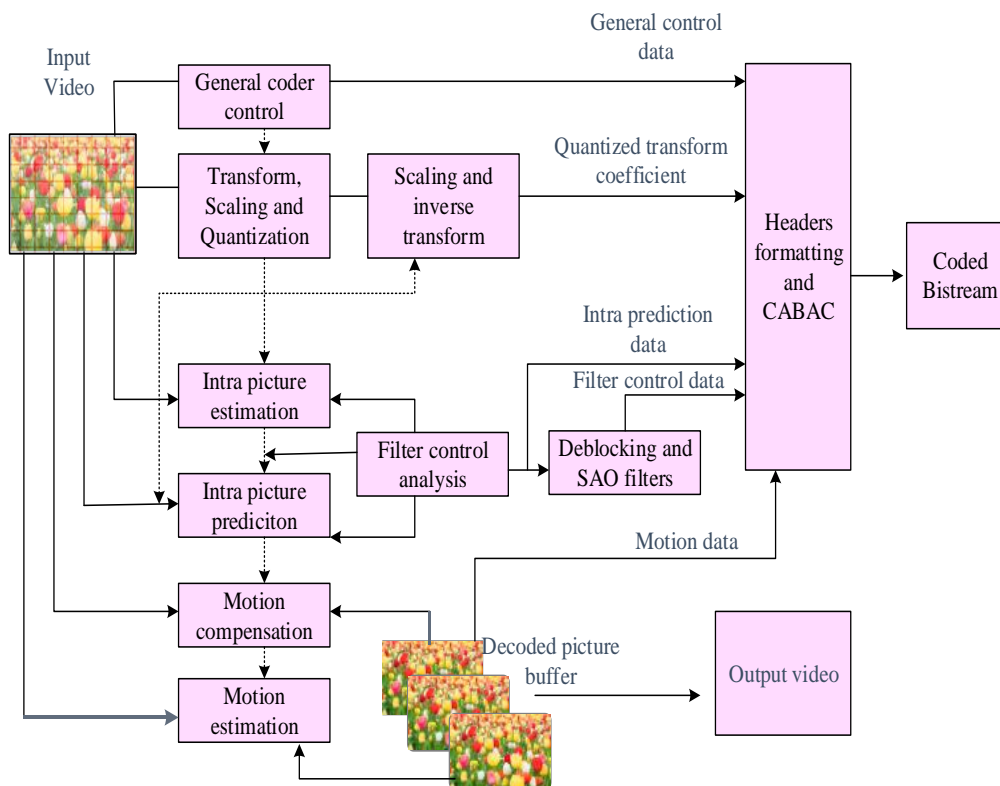 General control
data
Input
Video
General coder
control
Transform,
Scaling and
Quantization
Scaling and
inverse
transform
Quantized transform
coefficient
Headers
formatting
and
CABAC
Coded
Bistream
Intra prediction
data
Filter control data
Intra picture
estimation
Filter control
analysis
Deblocking and
SAO filters
Intra picture
prediciton
Motion data
Motion
compensation
Decoded picture
buffer
Output video
Motion
estimation